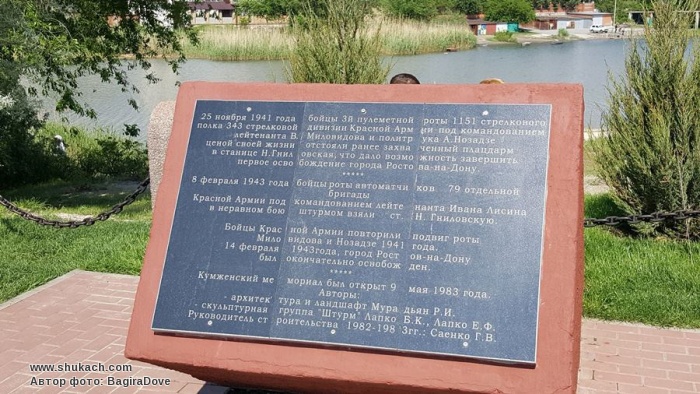 25 ноября 1941 года бойцы 3й пулеметной роты 1151 стрелкового
полка 343 стрелковой дивизии Красной Арм ии под командованием
лейтенанта В. Миловидова и политр ука А.Нозадзе
ценой своей жизни отстояли ранее захва ченный плацдарм
в станице Н.Гнил овская, что дало возмо жность завершить
первое осво бождение города Росто ва-на-Дону.
*****
8 февраля 1943 года бойцы роты автоматчи ков 79 отдельной
бригады
Красной Армии под командованием лейте нанта Ивана Лисина
в неравном бою штурмом взяли ст. Н. Гниловскую.
Бойцы Крас ной Армии повторили подвиг роты
Мило видова и Нозадзе 1941 года.
14 февраля 1943года, город Рост ов-на-Дону
был окончательно освобож ден.
*****
Кумженский ме мориал был открыт 9 мая 1983 года.
Авторы:
- архитек тура и ландшафт Мура дьян Р.И.
- скульптурная группа "Штурм" Лапко Б.К., Лапко Е.Ф.
Руководитель ст роительства 1982-198 3гг.: Саенко Г.В.
www.shukach.com
Автор фото: BagiraDove